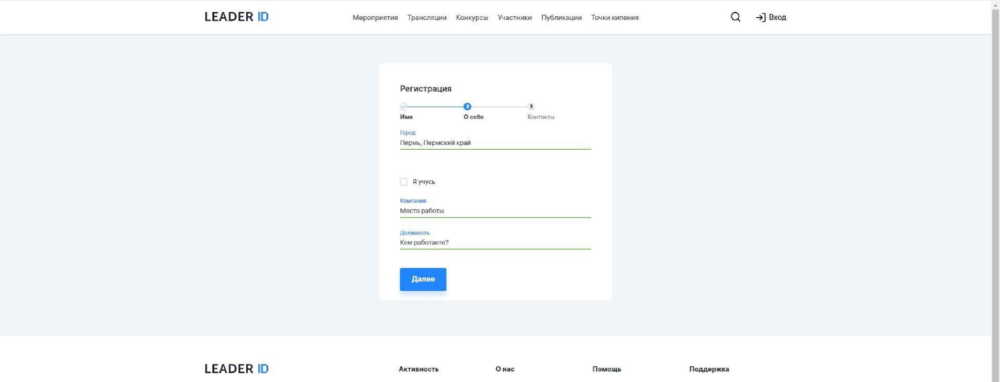 LEADER ID
Мероприятия Трансляции Конкурсы Участники Публикации Точки кипения
Вход
Регистрация
2 3
Имя О себе Контакты
Город
Пермь, Пермский край
Я учусь
Компания
Место работы
Должность
Кем работаете?
Далее
LEADER ID
Активность О нас Помощь Поддержка